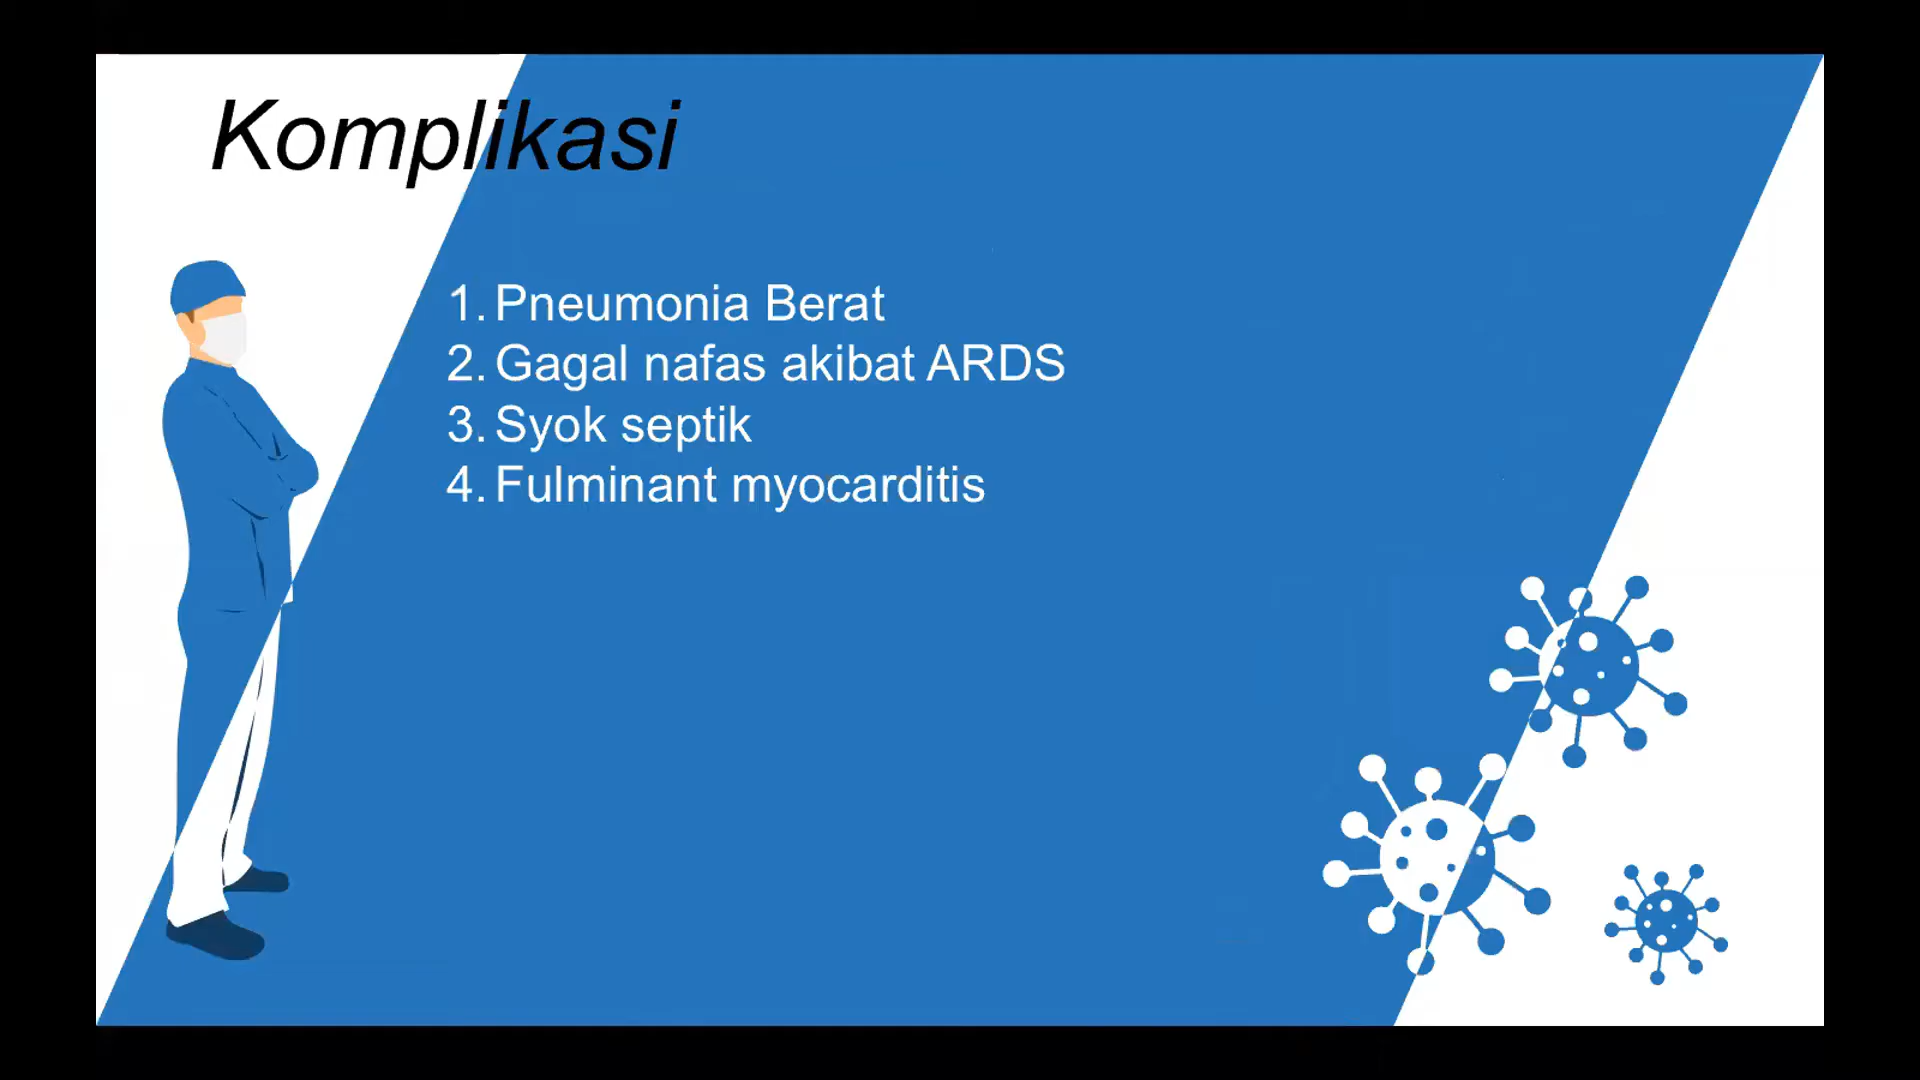 Komplikasi
1. Pneumonia Berat
2. Gagal nafas akibat ARDS
3. Syok septik
4. Fulminant myocarditis